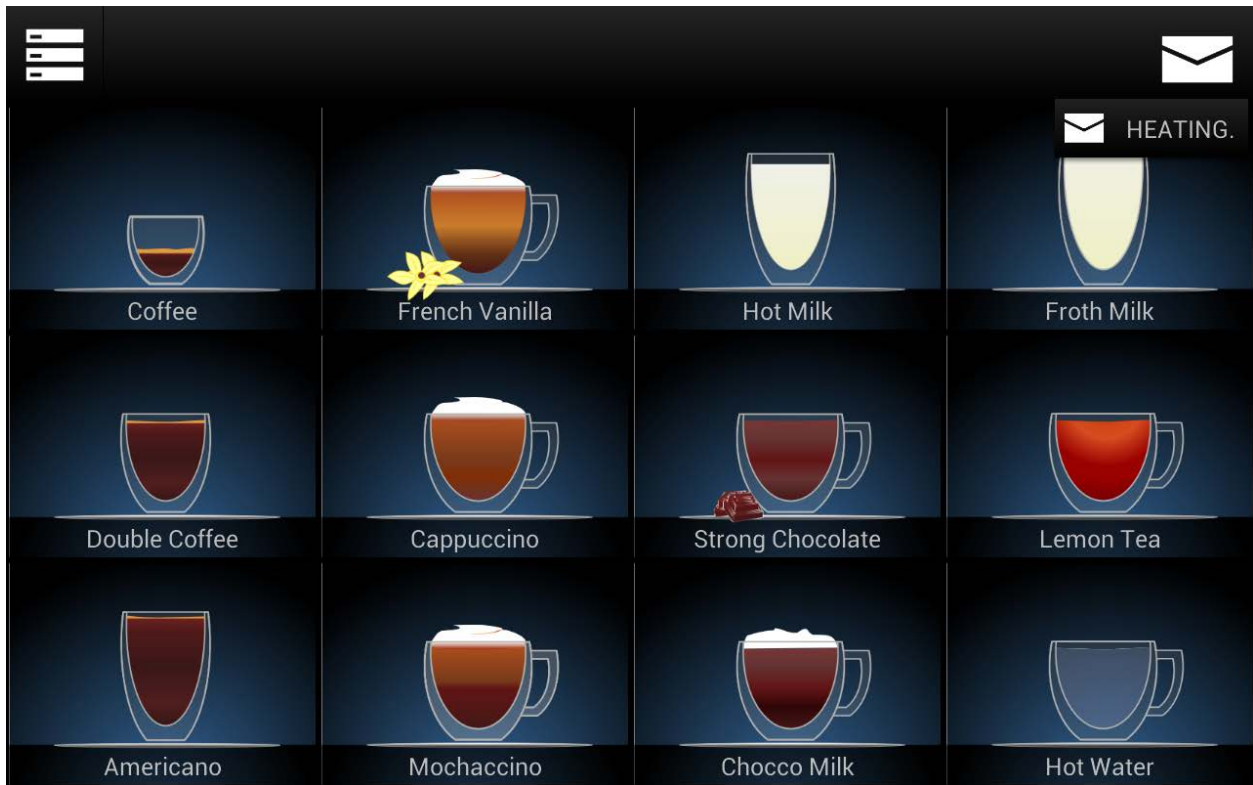 HEATING.
Coffee
French Vanilla
Hot Milk
Froth Milk
Double Coffee
Cappuccino
Strong Chocolate
Lemon Tea
Americano
Mochaccino
Chocco Milk
Hot Water